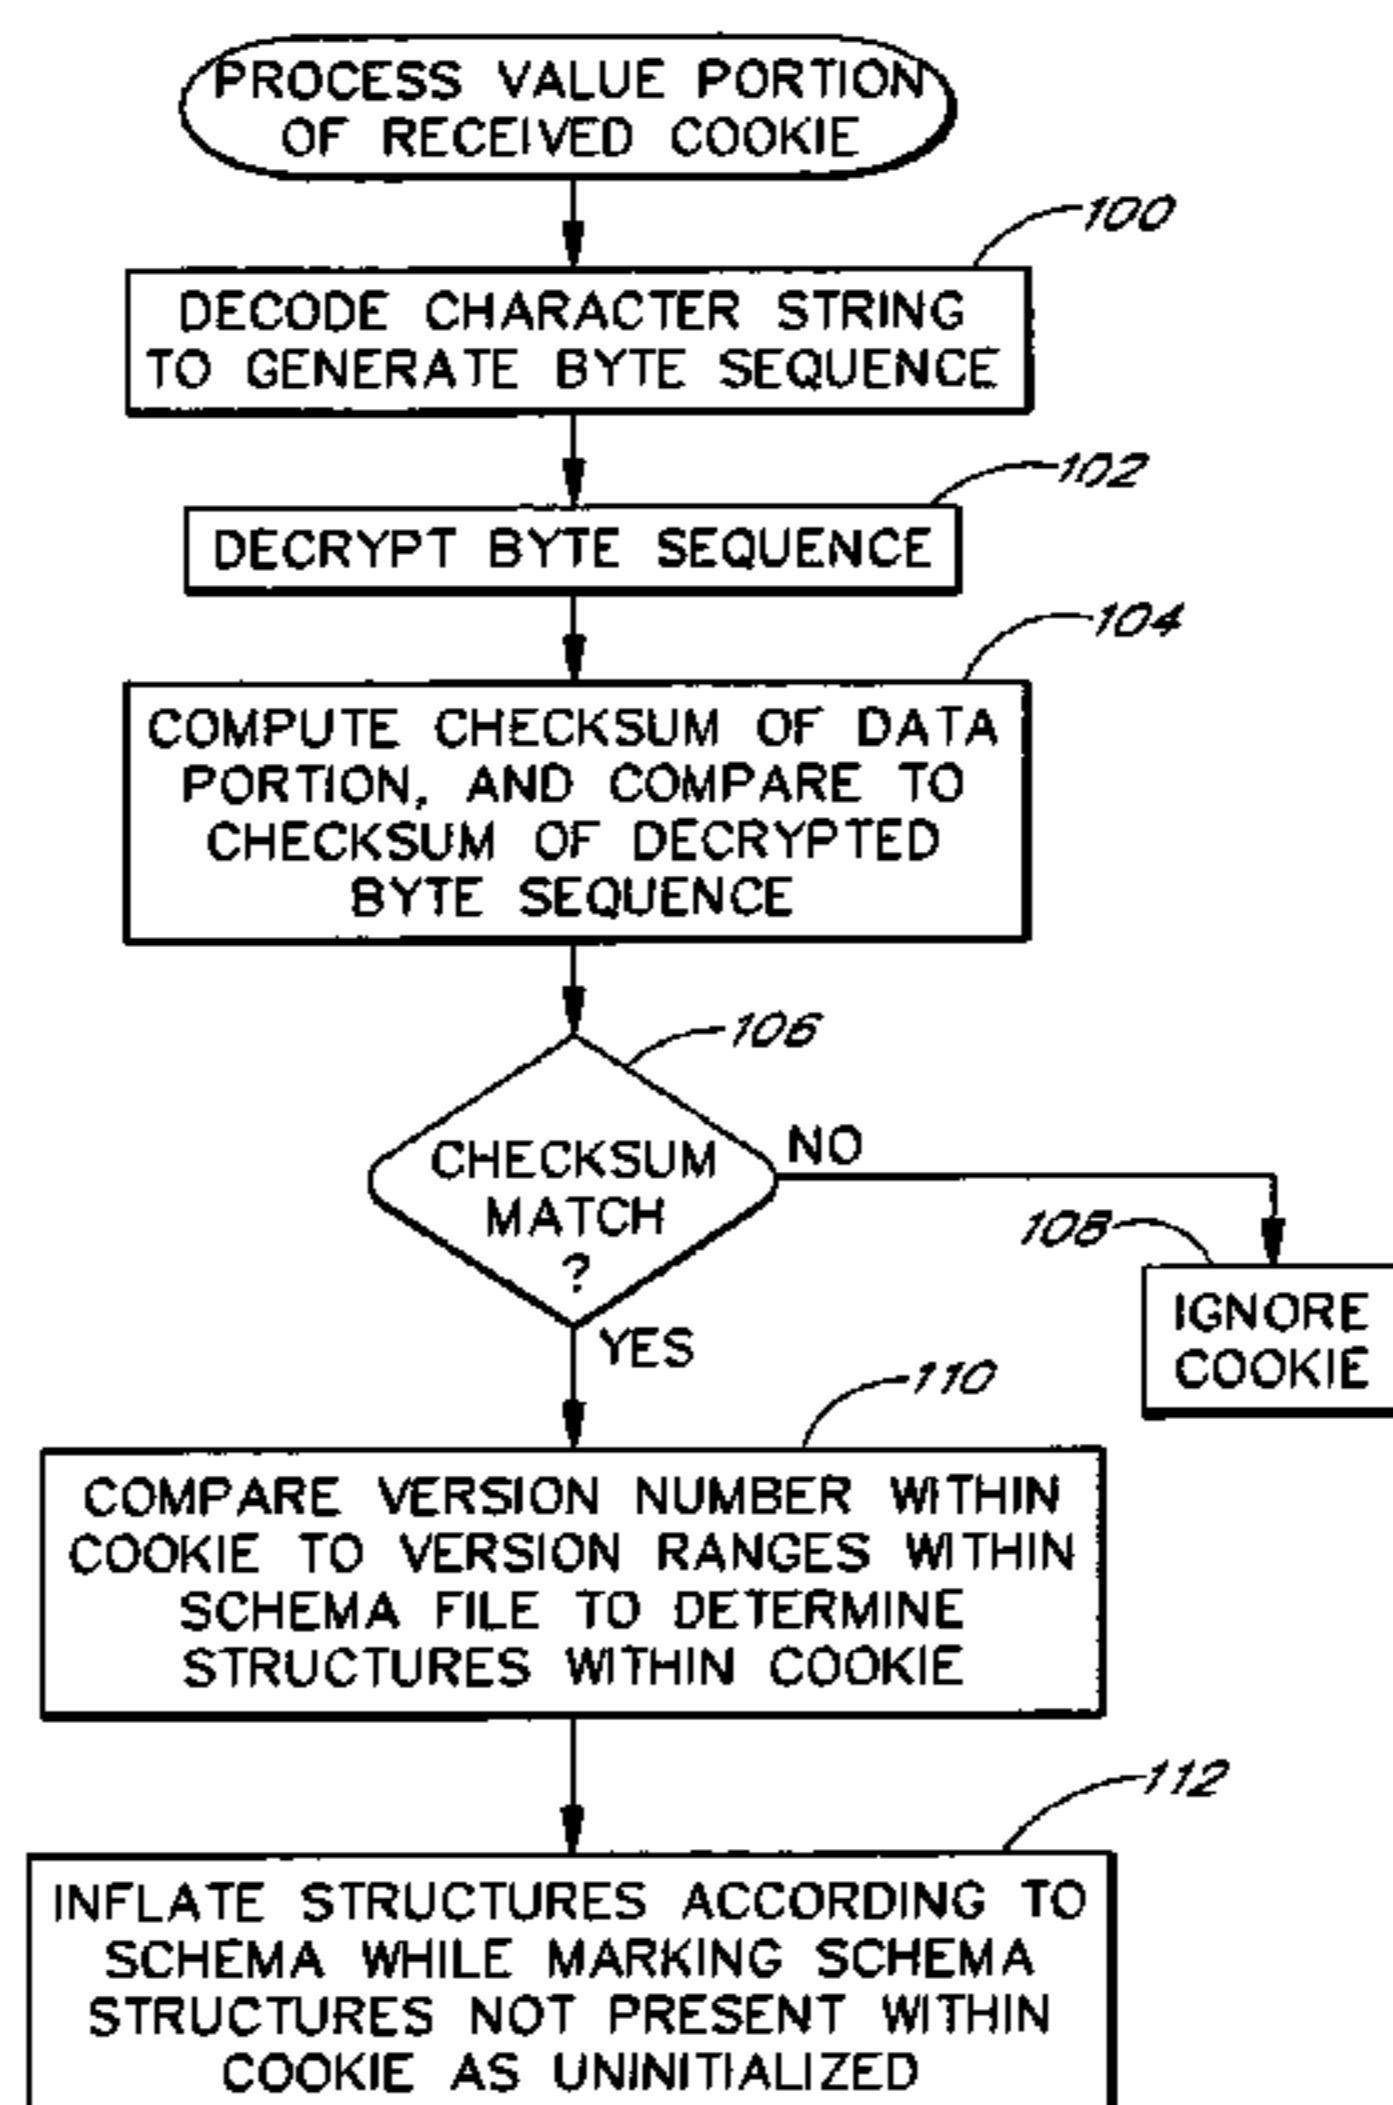 PROCESS VALUE PORTION
OF RECEIVED COOKIE
100
DECODE CHARACTER STRING
TO GENERATE BYTE SEQUENCE
102
DECRYPT BYTE SEQUENCE
104
COMPUTE CHECKSUM OF DATA
PORTION, AND COMPARE TO
CHECKSUM OF DECRYPTED
BYTE SEQUENCE
106
CHECKSUM
MATCH
?
NO
108
IGNORE
COOKIE
YES
110
COMPARE VERSION NUMBER WITHIN
COOKIE TO VERSION RANGES WITHIN
SCHEMA FILE TO DETERMINE
STRUCTURES WITHIN COOKIE
112
INFLATE STRUCTURES ACCORDING TO
SCHEMA WHILE MARKING SCHEMA
STRUCTURES NOT PRESENT WITHIN
COOKIE AS UNINITIALIZED